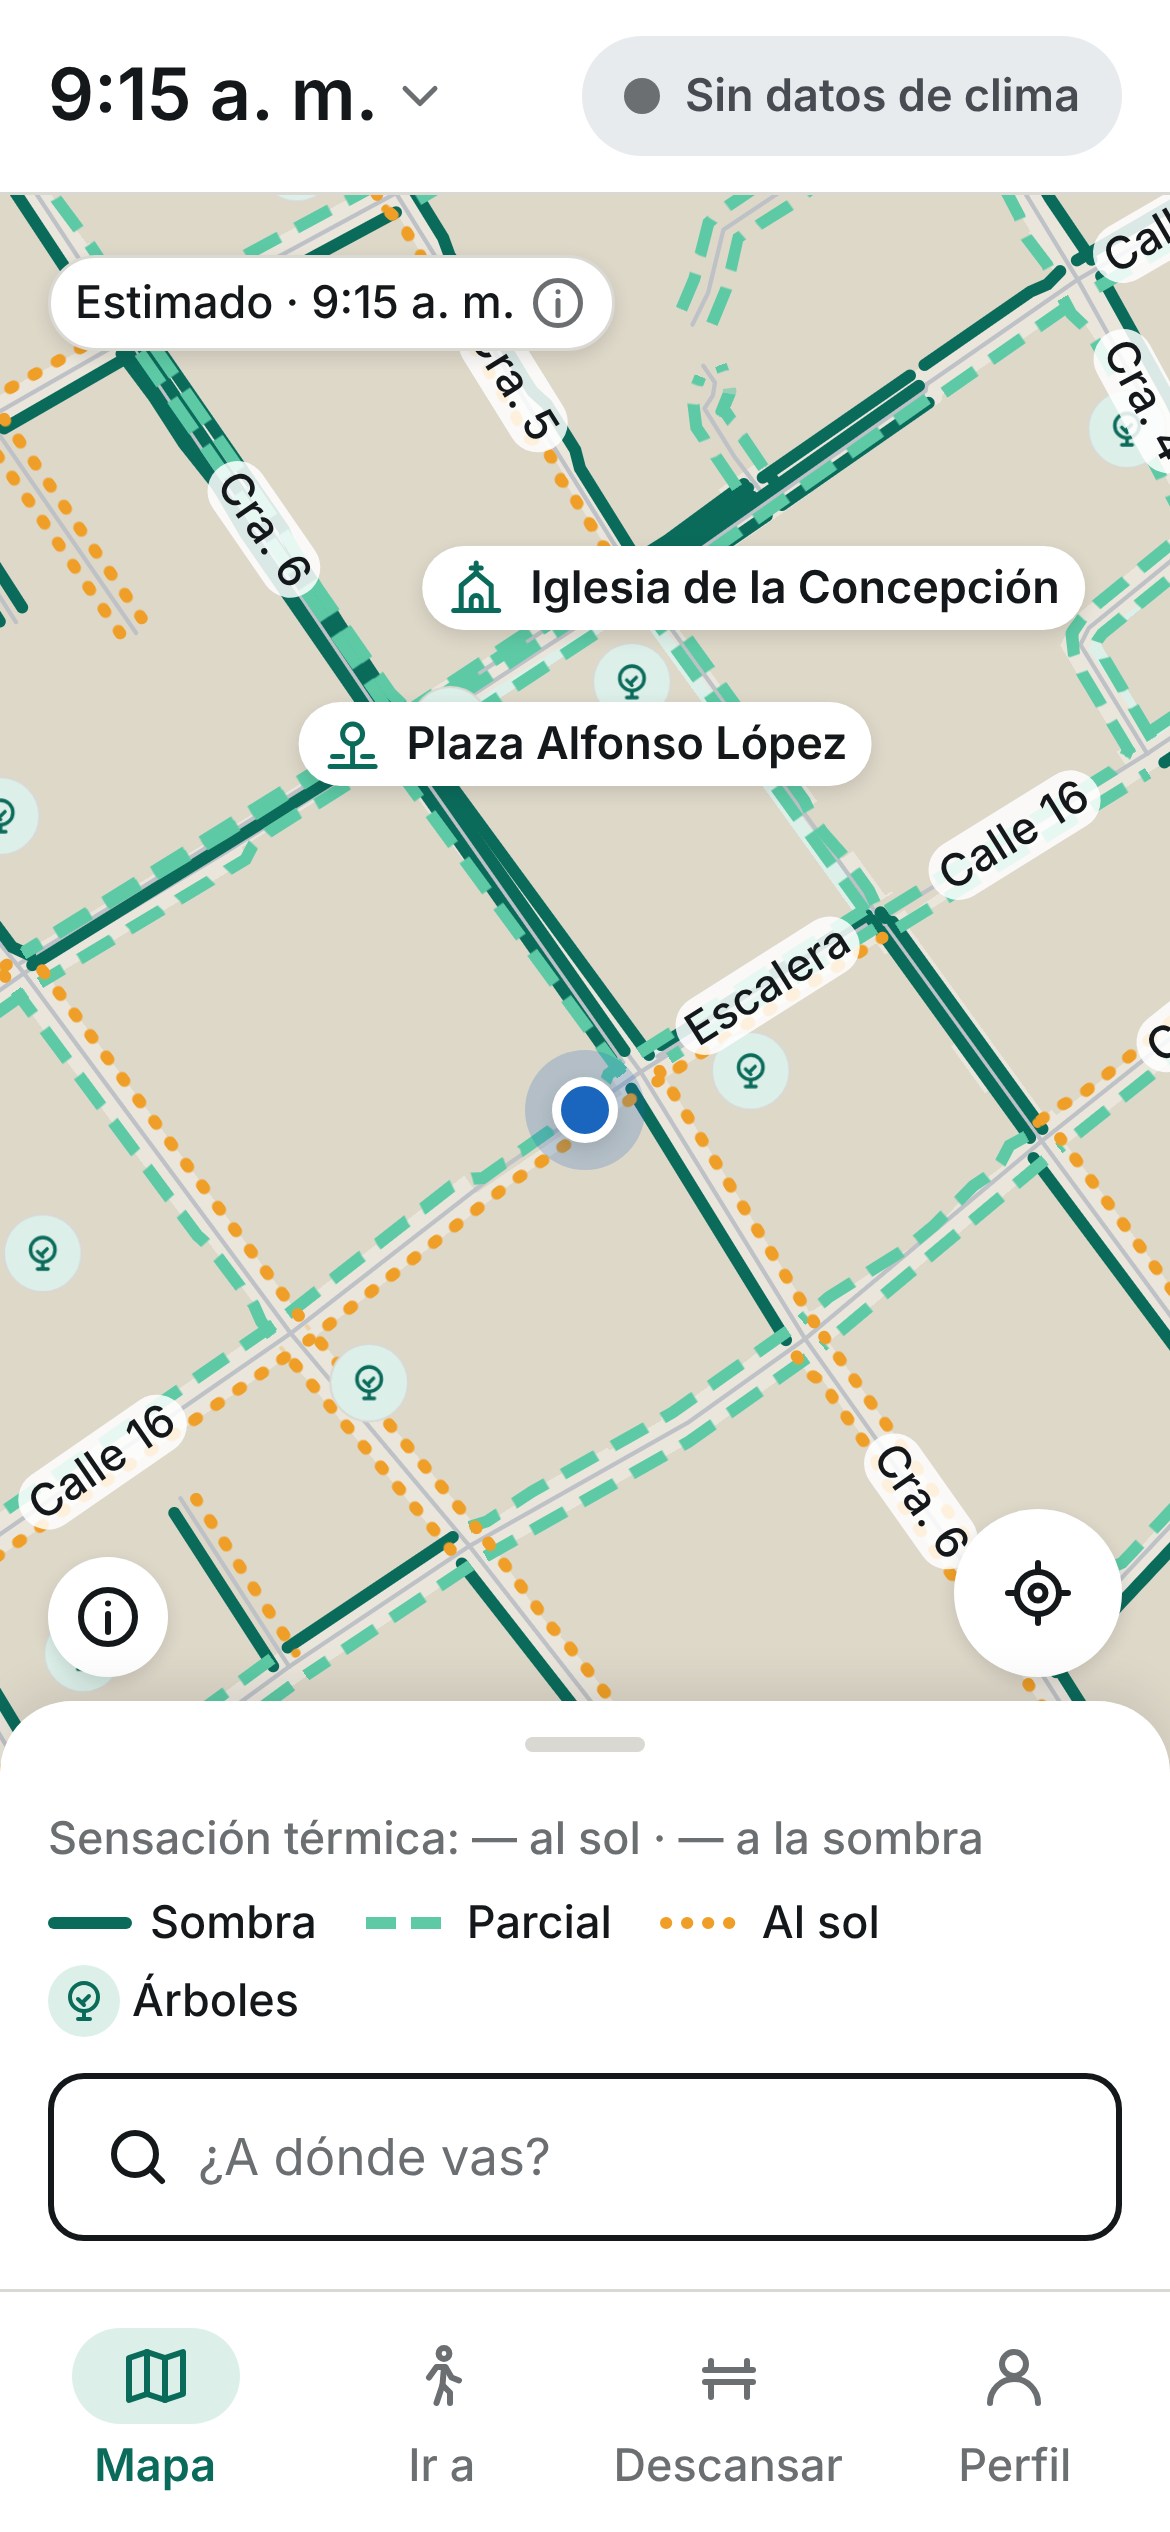 9:15 a. m.
Sin datos de clima
Estimado · 9:15 a. m.
Cra. 5
Cra. 4
Cra. 6
Iglesia de la Concepción
Plaza Alfonso López
Calle 16
Escalera
Calle 16
Cra. 6
Sensación térmica: — al sol · — a la sombra
Sombra
Parcial
Al sol
Árboles
¿A dónde vas?
Mapa
Ir a
Descansar
Perfil